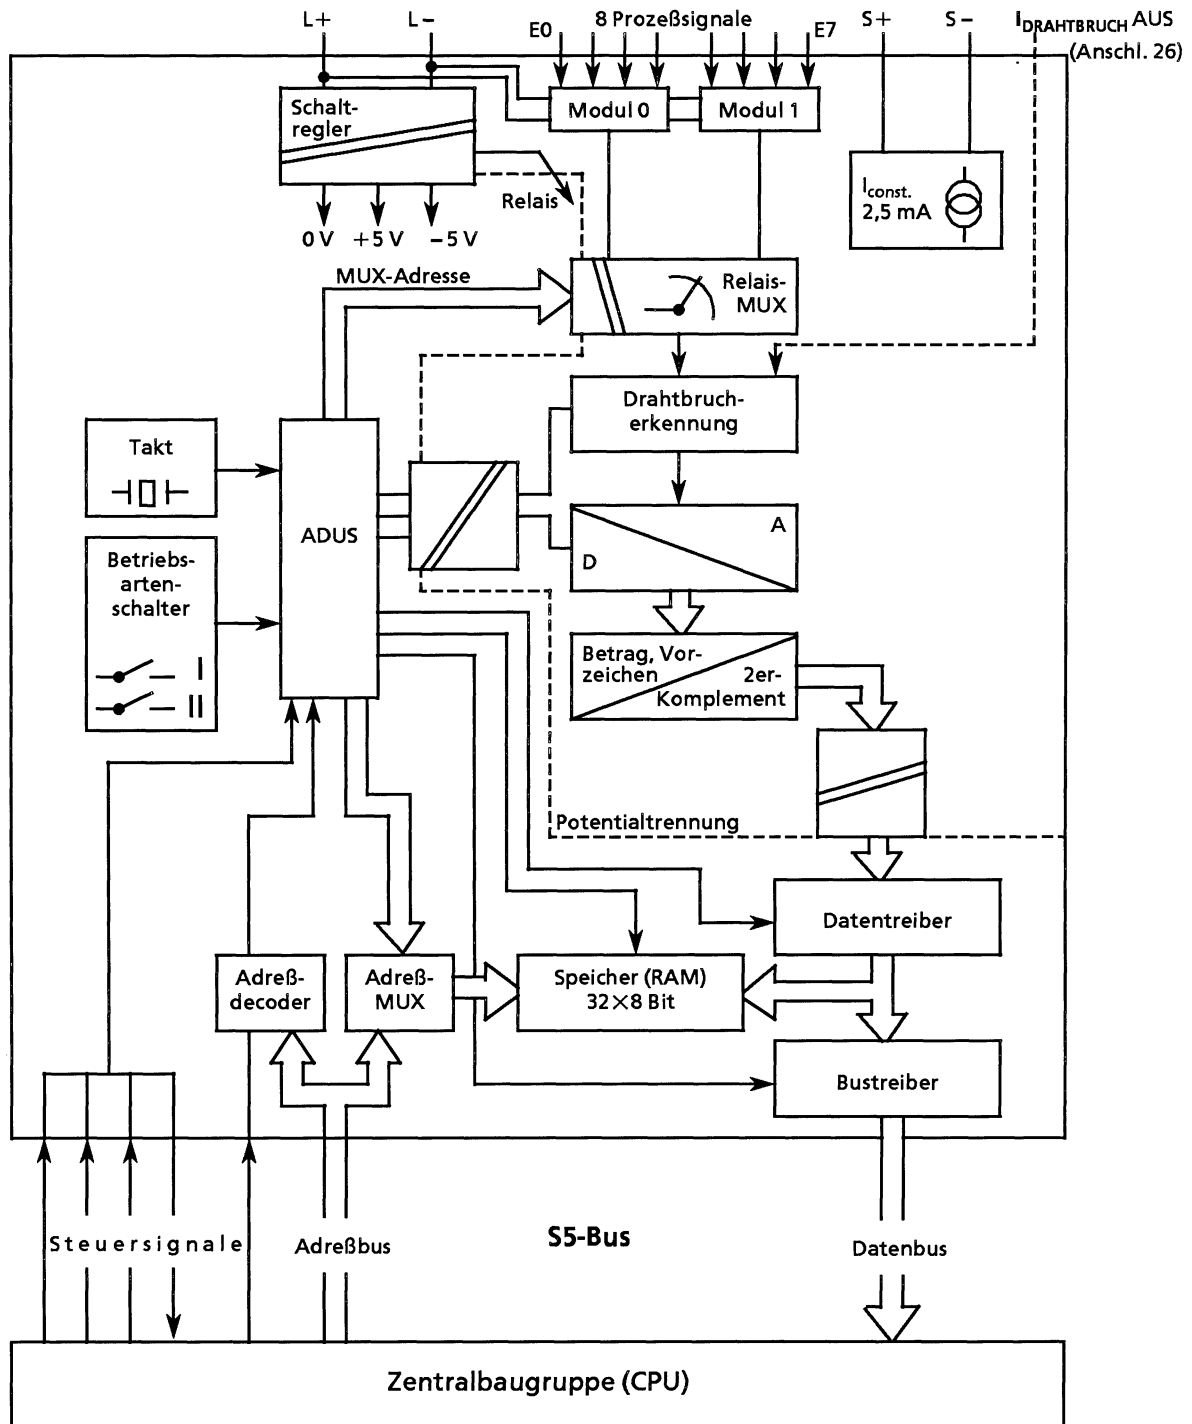 L+
L−
8 Prozeßsignale
E0
E7
S+
S−
IDRAHTBRUCH AUS
(Anschl. 26)
Schalt-
regler
Modul 0
Modul 1
Relais
Iconst.
2,5 mA
0 V
+5 V
−5 V
MUX-Adresse
Relais-
MUX
Drahtbruch-
erkennung
Takt
ADUS
A
D
Betriebs-
arten-
schalter
I
II
Betrag, Vor-
zeichen
2er-
Komplement
Potentialtrennung
Datentreiber
Adreß-
decoder
Adreß-
MUX
Speicher (RAM)
32×8 Bit
Bustreiber
Steuersignale
Adreßbus
S5-Bus
Datenbus
Zentralbaugruppe (CPU)